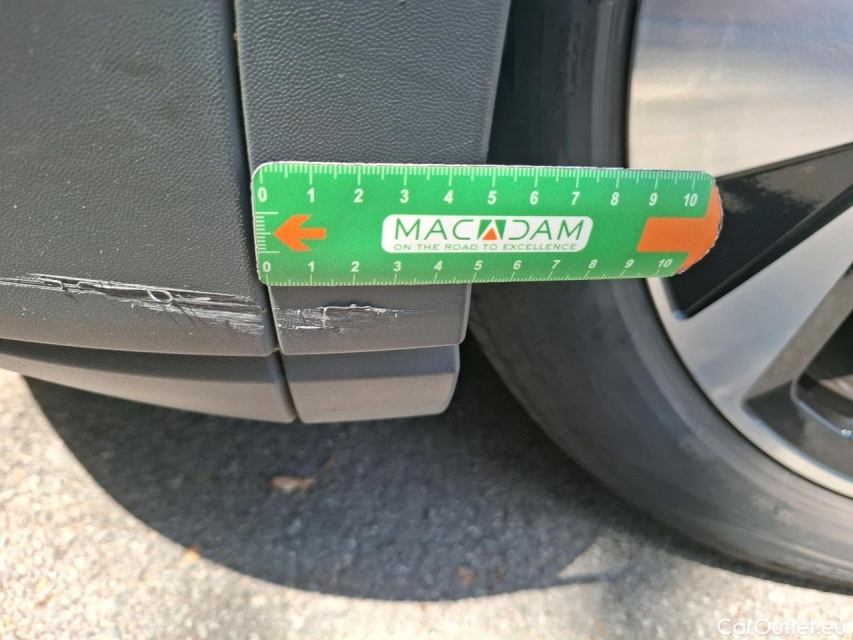 0 1 2 3 4 5 6 7 8 9 10
MACADAM
ON THE ROAD TO EXCELLENCE
0 1 2 3 4 5 6 7 8 9 10
CarOutlet.eu